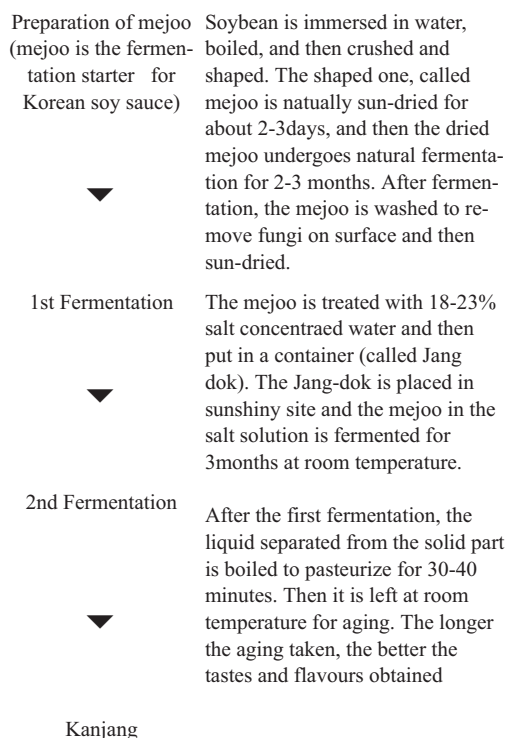 Preparation of mejoo
(mejoo is the fermen-
tation starter for
Korean soy sauce)
Soybean is immersed in water,
boiled, and then crushed and
shaped. The shaped one, called
mejoo is natually sun-dried for
about 2-3days, and then the dried
mejoo undergoes natural fermenta-
tion for 2-3 months. After fermen-
tation, the mejoo is washed to re-
move fungi on surface and then
sun-dried.
1st Fermentation
The mejoo is treated with 18-23%
salt concentraed water and then
put in a container (called Jang
dok). The Jang-dok is placed in
sunshiny site and the mejoo in the
salt solution is fermented for
3months at room temperature.
2nd Fermentation
After the first fermentation, the
liquid separated from the solid part
is boiled to pasteurize for 30-40
minutes. Then it is left at room
temperature for aging. The longer
the aging taken, the better the
tastes and flavours obtained
Kanjang